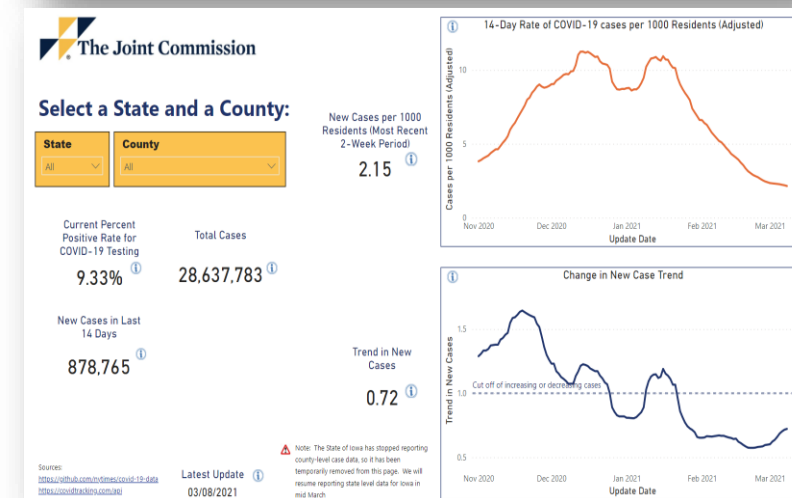 The Joint Commission
Select a State and a County:
State
All
County
All
New Cases per 1000
Residents (Most Recent
2-Week Period)
2.15
Current Percent
Positive Rate for
COVID-19 Testing
9.33%
Total Cases
28,637,783
New Cases in Last
14 Days
878,765
Trend in New
Cases
0.72
Sources:
https://github.com/nytimes/covid-19-data
https://covidtracking.com/api
Latest Update
03/08/2021
Note: The State of Iowa has stopped reporting
county-level case data, so it has been
temporarily removed from this page. We will
resume reporting state level data for Iowa in
mid March
14-Day Rate of COVID-19 cases per 1000 Residents (Adjusted)
Cases per 1000 Residents (Adjusted)
10
5
0
Nov 2020 Dec 2020 Jan 2021 Feb 2021 Mar 2021
Update Date
Change in New Case Trend
Trend in New Cases
1.5
Cut off of increasing or decreasing cases
1.0
0.5
Nov 2020 Dec 2020 Jan 2021 Feb 2021 Mar 2021
Update Date